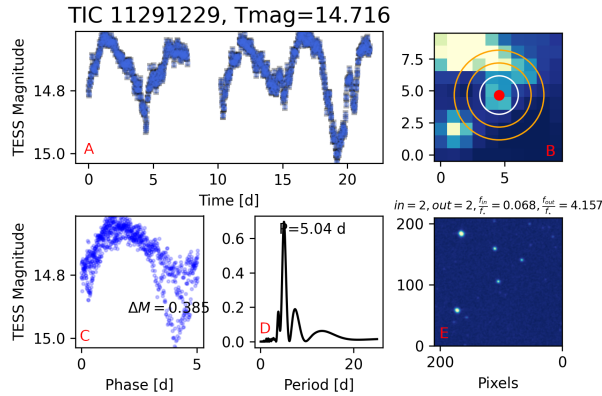 TIC 11291229, Tmag=14.716
TESS Magnitude
14.8
15.0
A
0
5
10
15
20
Time [d]
7.5
5.0
2.5
0.0
B
0
5
in = 2, out = 2, f_in/f_* = 0.068, f_out/f_* = 4.157
TESS Magnitude
14.8
15.0
ΔM = 0.385
C
0
5
Phase [d]
P=5.04 d
0.6
0.4
0.2
0.0
D
0
20
Period [d]
200
100
0
E
200
0
Pixels